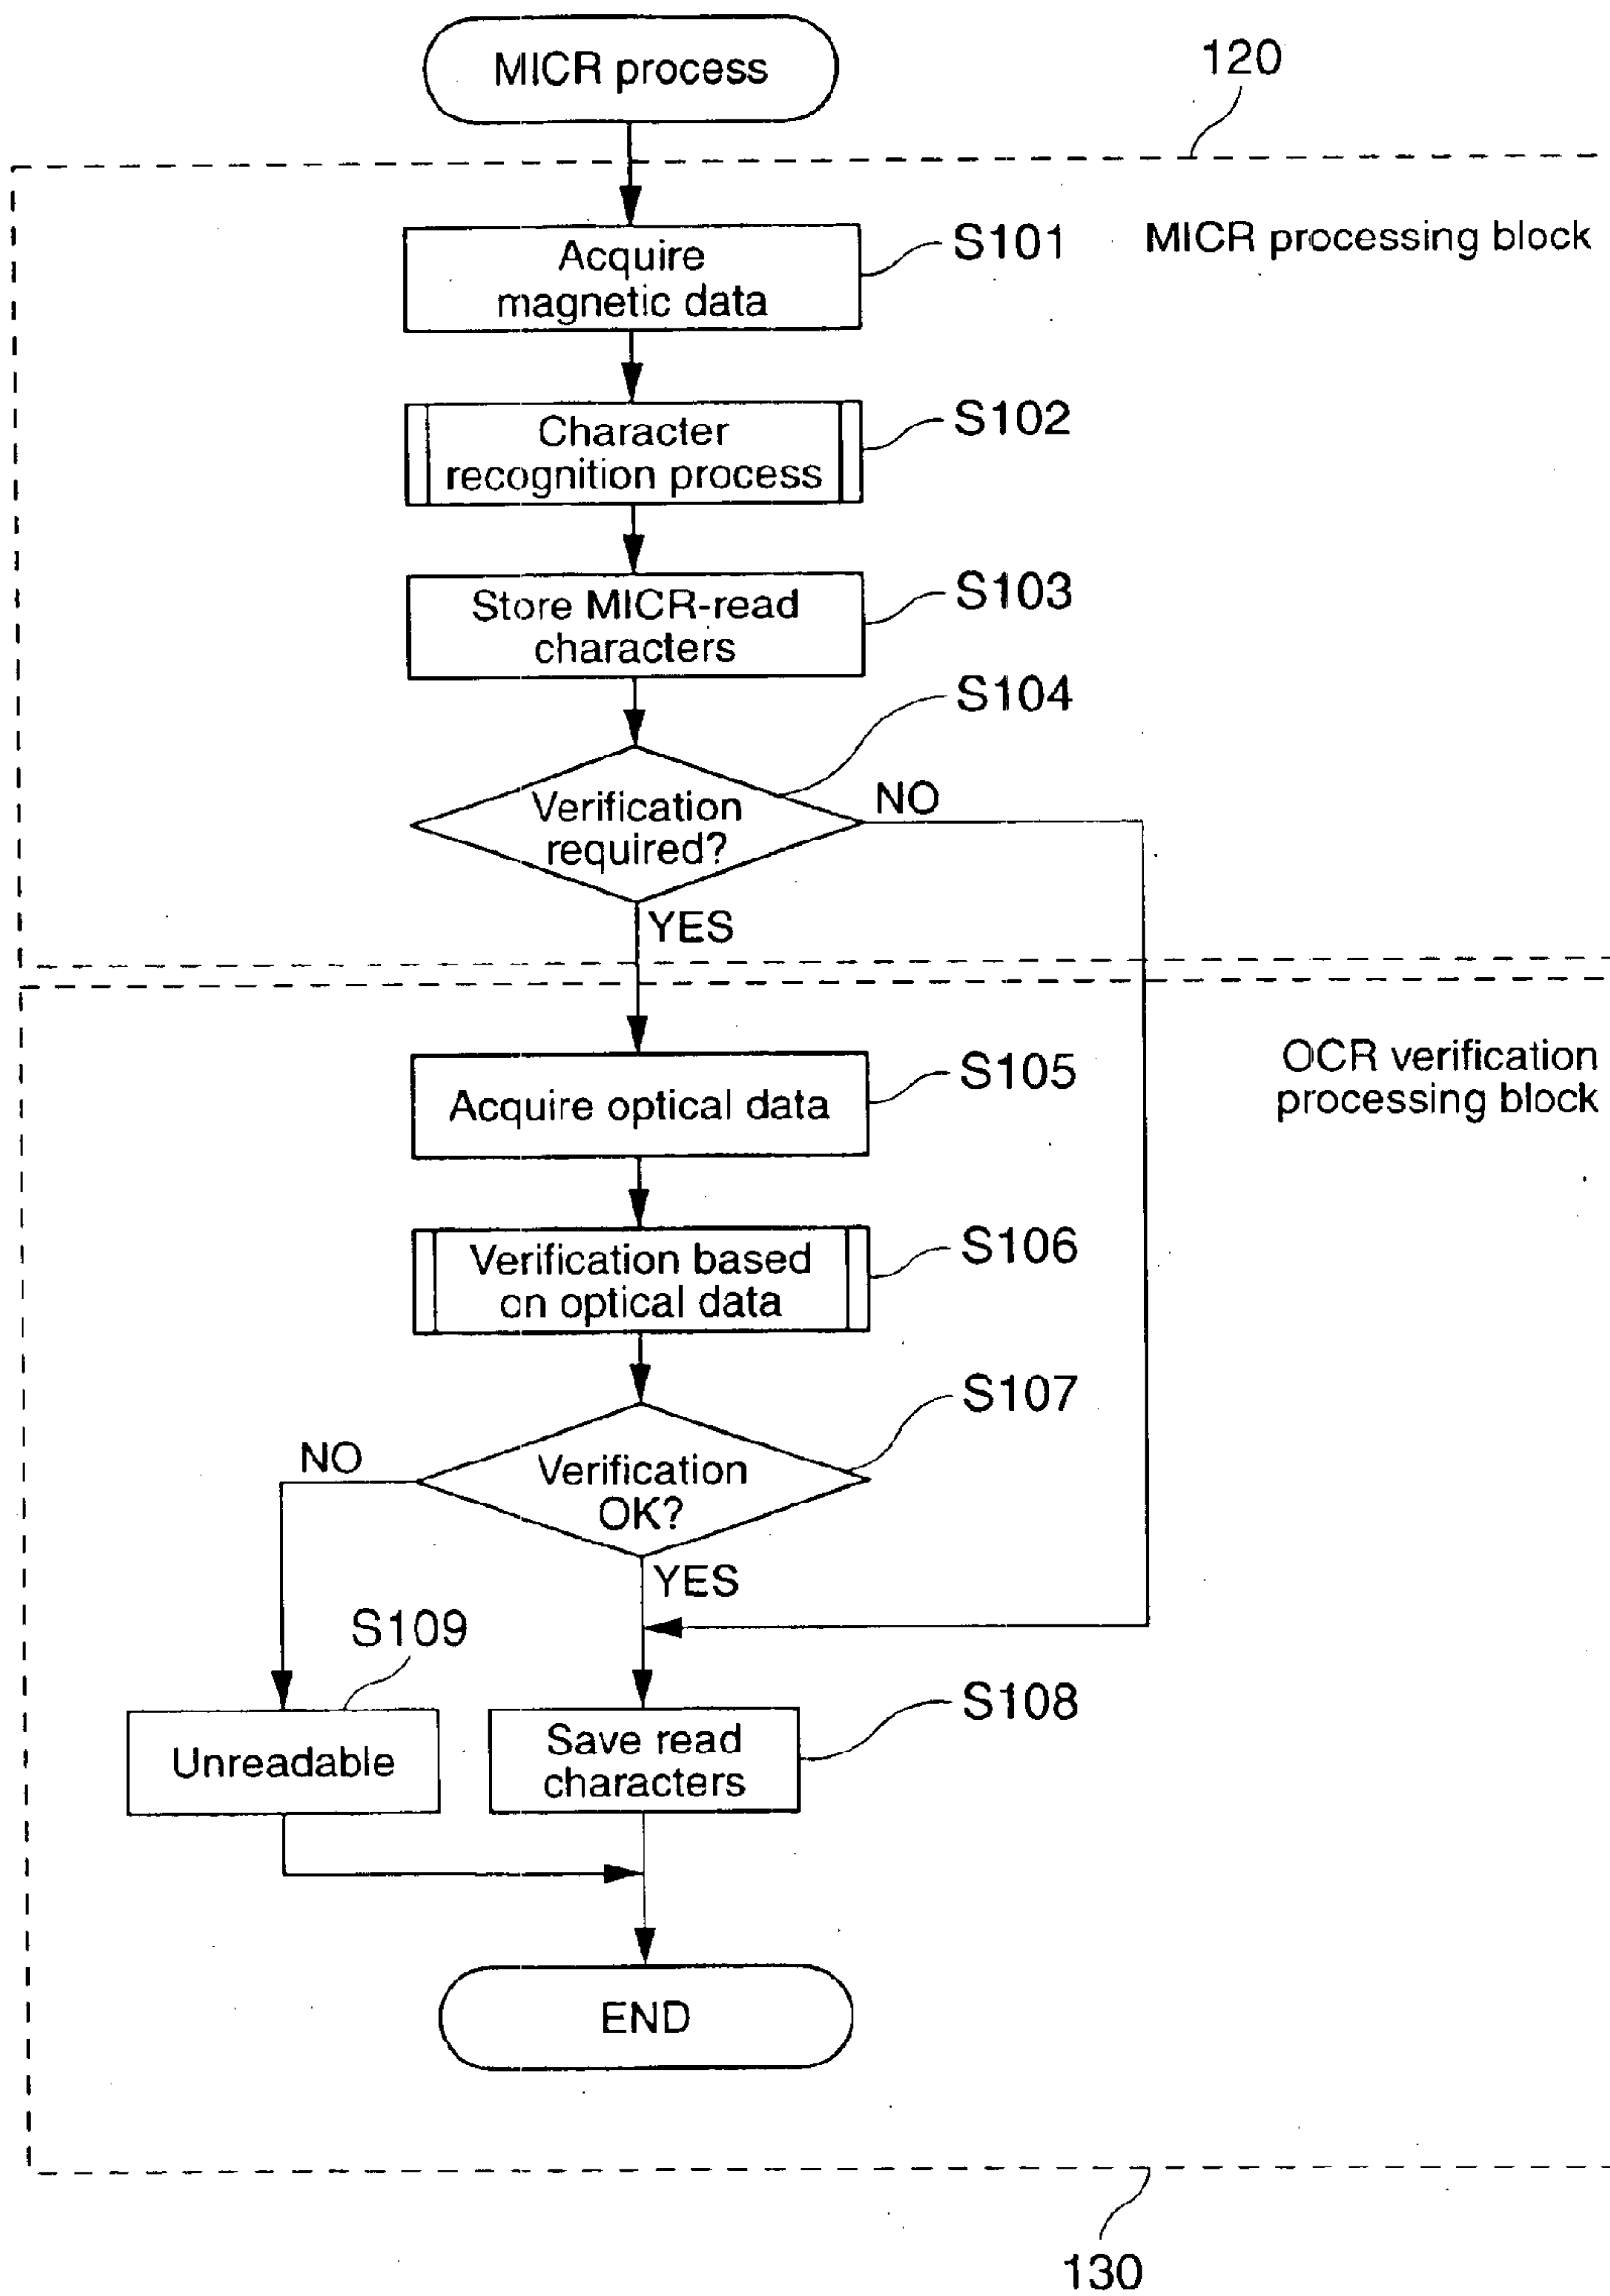 MICR process
120
MICR processing block
Acquire
magnetic data
S101
Character
recognition process
S102
Store MICR-read
characters
S103
S104
Verification
required?
NO
YES
OCR verification
processing block
Acquire optical data
S105
Verification based
on optical data
S106
S107
Verification
OK?
NO
YES
S109
Unreadable
Save read
characters
S108
END
130